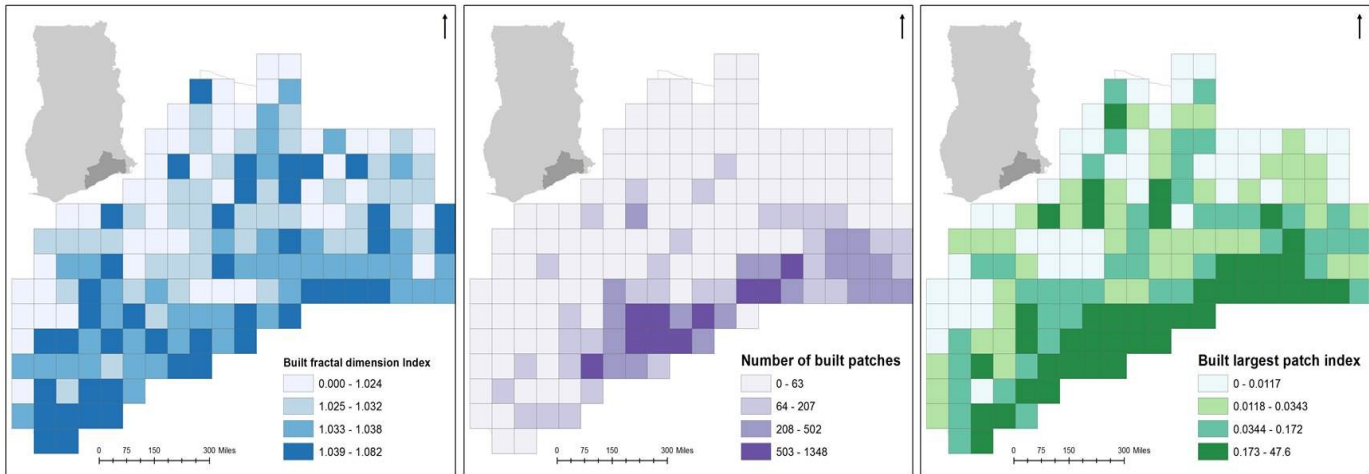 Built fractal dimension Index
0.000 - 1.024
1.025 - 1.032
1.033 - 1.038
1.039 - 1.082
0 75 150 300 Miles
Number of built patches
0 - 63
64 - 207
208 - 502
503 - 1348
0 75 150 300 Miles
Built largest patch index
0 - 0.0117
0.0118 - 0.0343
0.0344 - 0.172
0.173 - 47.6
0 75 150 300 Miles